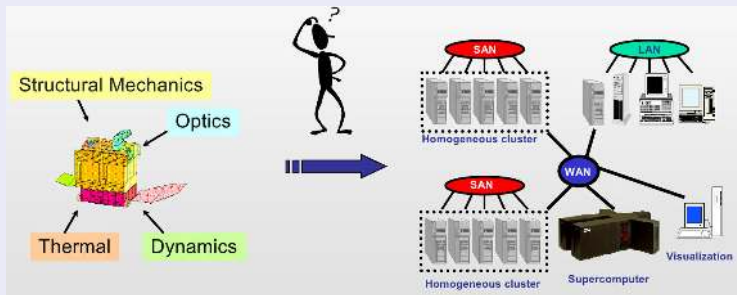 ?
Structural Mechanics
Optics
Thermal
Dynamics
SAN
LAN
Homogeneous cluster
WAN
SAN
Homogeneous cluster
Supercomputer
Visualization